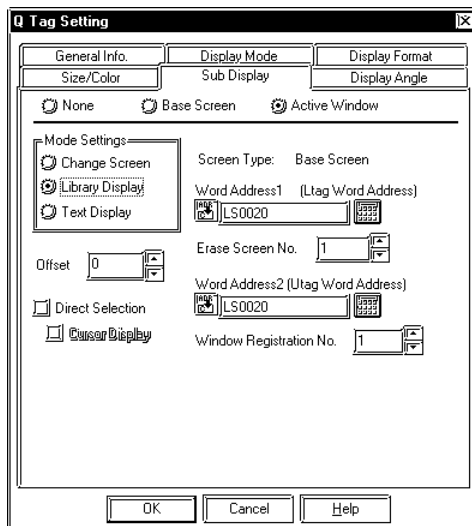 Q Tag Setting
General Info. Display Mode Display Format
Size/Color Sub Display Display Angle
None Base Screen Active Window
Mode Settings
Change Screen
Library Display
Text Display
Screen Type: Base Screen
Word Address1 (Ltag Word Address)
LS0020
Offset 0
Erase Screen No. 1
Word Address2 (Utag Word Address)
LS0020
Direct Selection
Cursor Display
Window Registration No. 1
OK Cancel Help